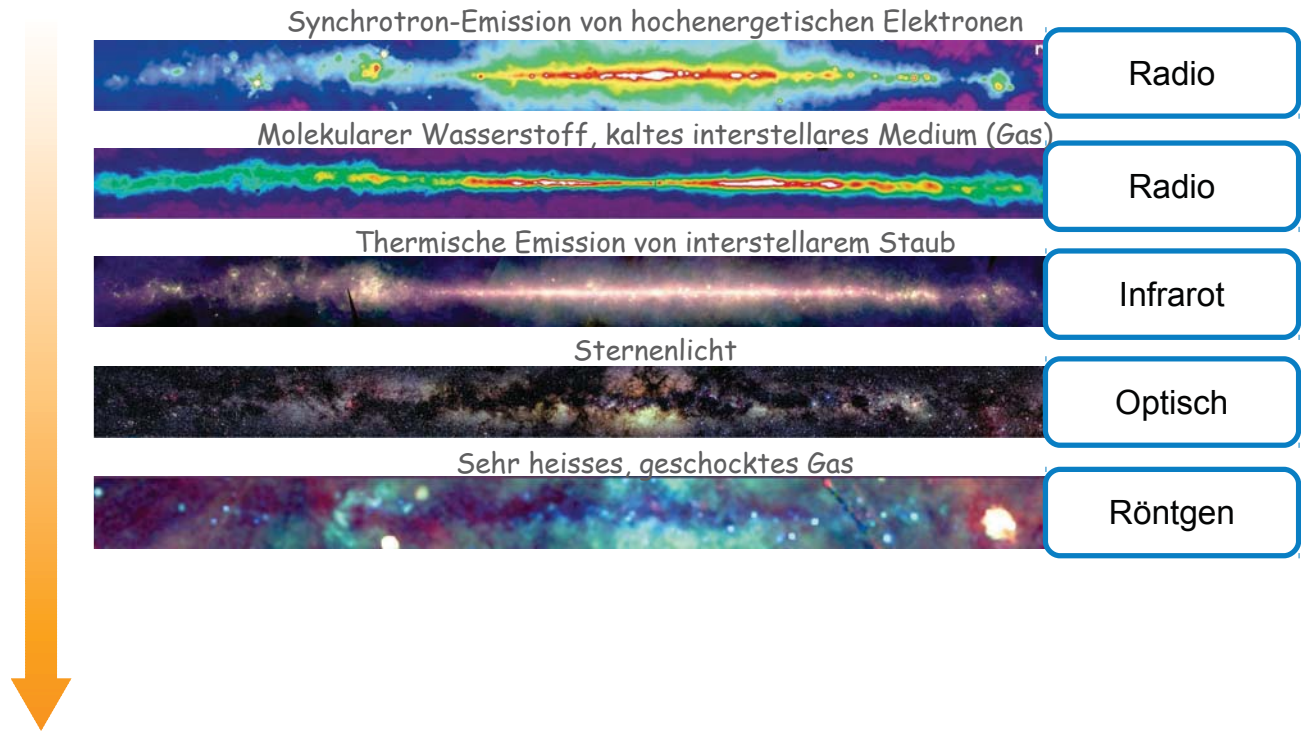 Synchrotron-Emission von hochenergetischen Elektronen
Radio
Molekularer Wasserstoff, kaltes interstellares Medium (Gas)
Radio
Thermische Emission von interstellarem Staub
Infrarot
Sternenlicht
Optisch
Sehr heisses, geschocktes Gas
Röntgen